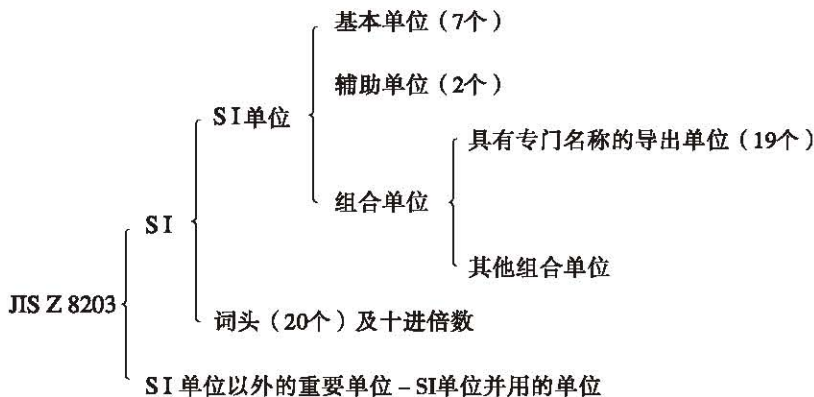 基本单位（7个）
辅助单位（2个）
SI单位
具有专门名称的导出单位（19个）
组合单位
SI
其他组合单位
JIS Z 8203
词头（20个）及十进倍数
SI 单位以外的重要单位 – SI单位并用的单位